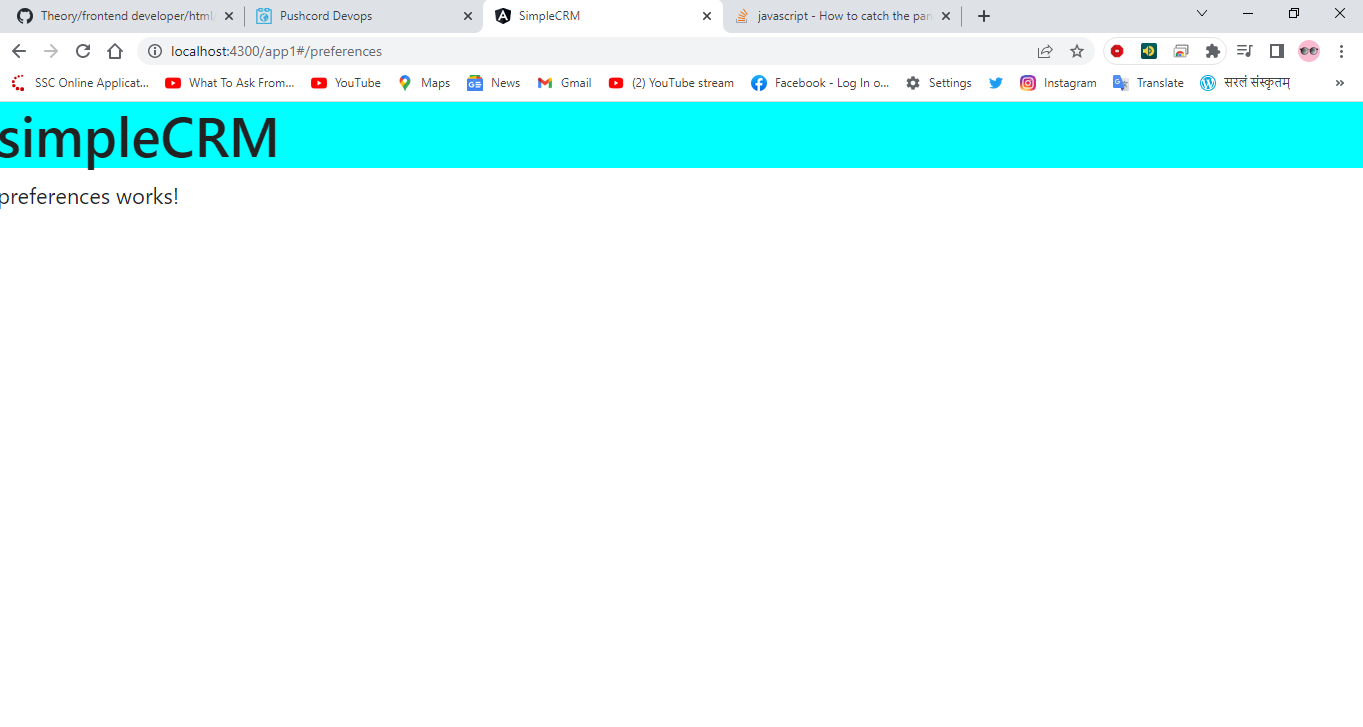 Theory/frontend developer/html/
Pushcord Devops
SimpleCRM
javascript - How to catch the par
localhost:4300/app1#/preferences
SSC Online Applicat...
What To Ask From...
YouTube
Maps
News
Gmail
(2) YouTube stream
Facebook - Log In o...
Settings
Instagram
Translate
सरलं संस्कृतम्
simpleCRM
preferences works!